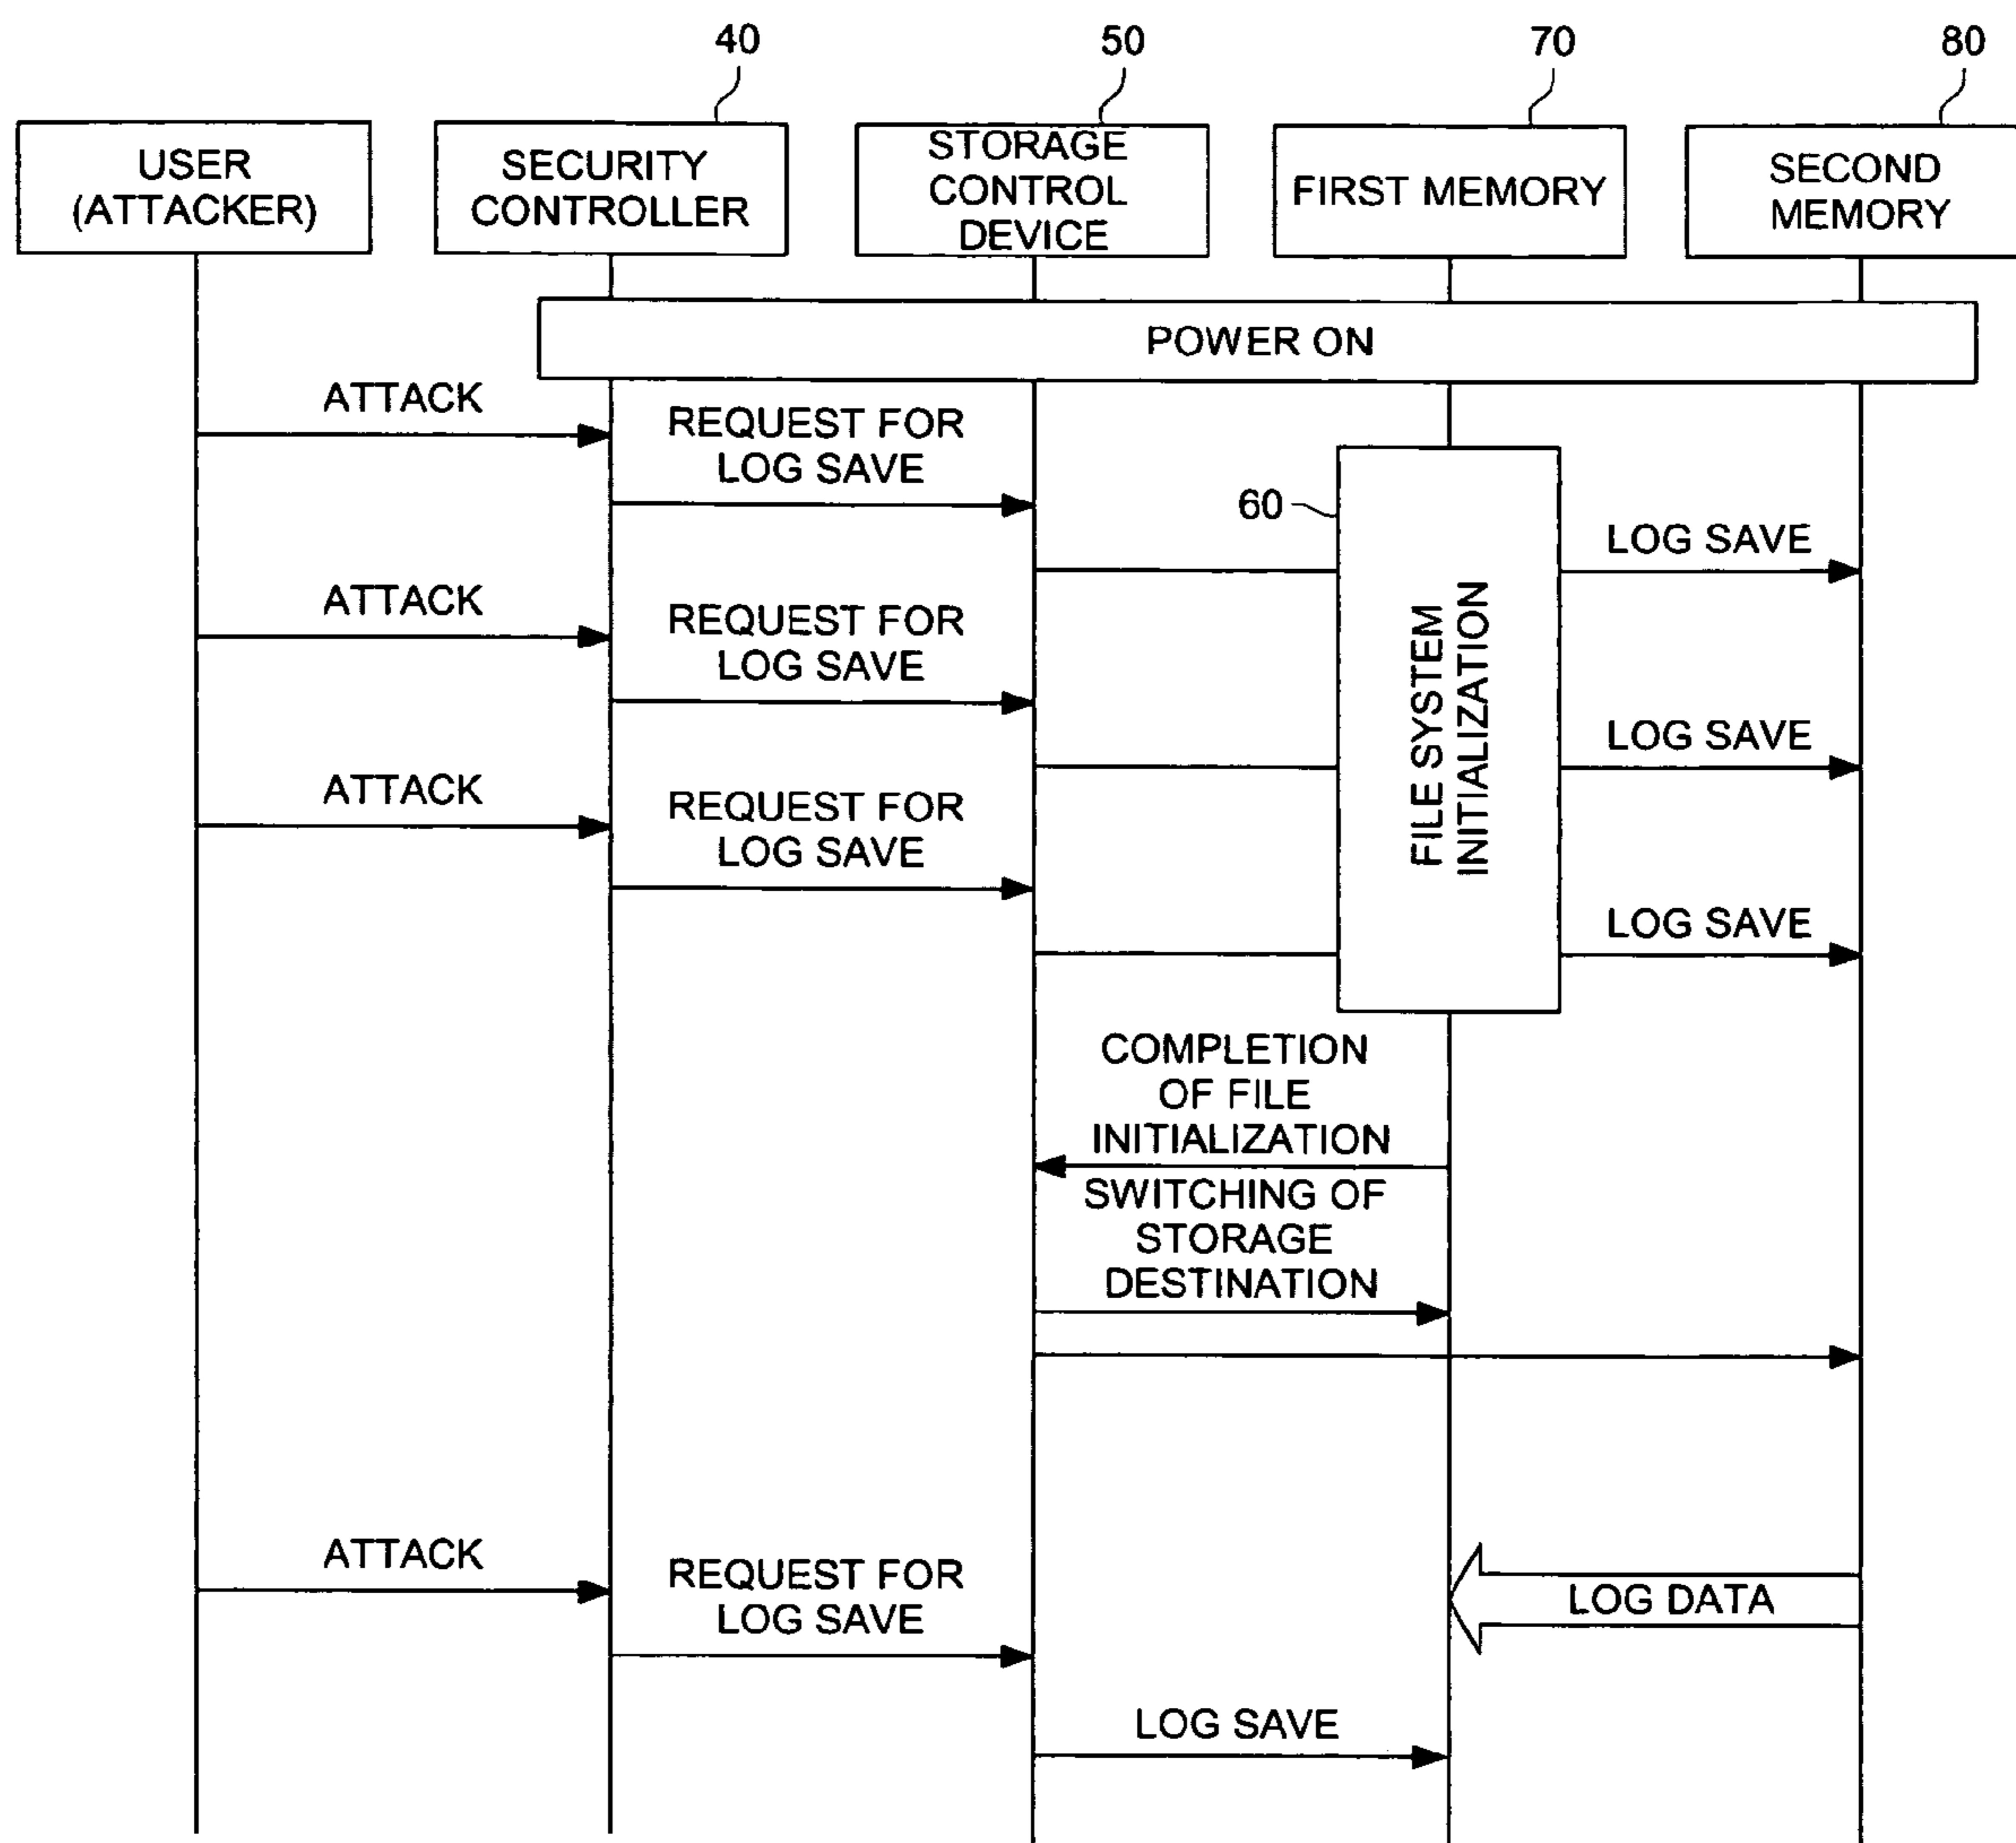 40
50
70
80
USER
(ATTACKER)
SECURITY
CONTROLLER
STORAGE
CONTROL
DEVICE
FIRST MEMORY
SECOND
MEMORY
POWER ON
ATTACK
REQUEST FOR
LOG SAVE
60
FILE SYSTEM
INITIALIZATION
LOG SAVE
ATTACK
REQUEST FOR
LOG SAVE
LOG SAVE
ATTACK
REQUEST FOR
LOG SAVE
LOG SAVE
COMPLETION
OF FILE
INITIALIZATION
SWITCHING OF
STORAGE
DESTINATION
ATTACK
REQUEST FOR
LOG SAVE
LOG DATA
LOG SAVE